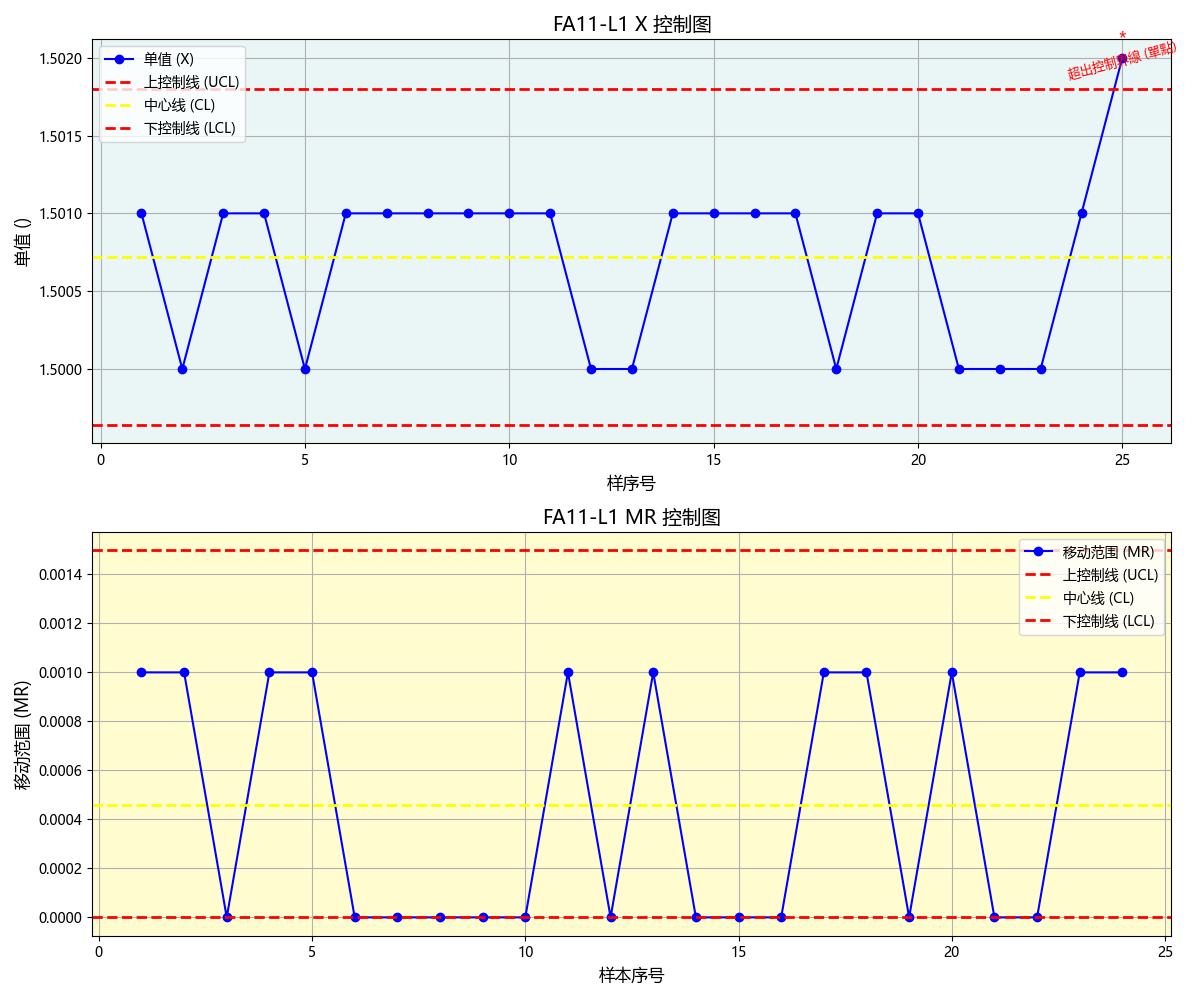 FA11-L1 X 控制图
*
超出控制界線 (單點)
单值 (X)
上控制线 (UCL)
中心线 (CL)
下控制线 (LCL)
单值 ()
1.5020
1.5015
1.5010
1.5005
1.5000
0 5 10 15 20 25
样序号
FA11-L1 MR 控制图
移动范围 (MR)
上控制线 (UCL)
中心线 (CL)
下控制线 (LCL)
移动范围 (MR)
0.0014
0.0012
0.0010
0.0008
0.0006
0.0004
0.0002
0.0000
0 5 10 15 20 25
样本序号